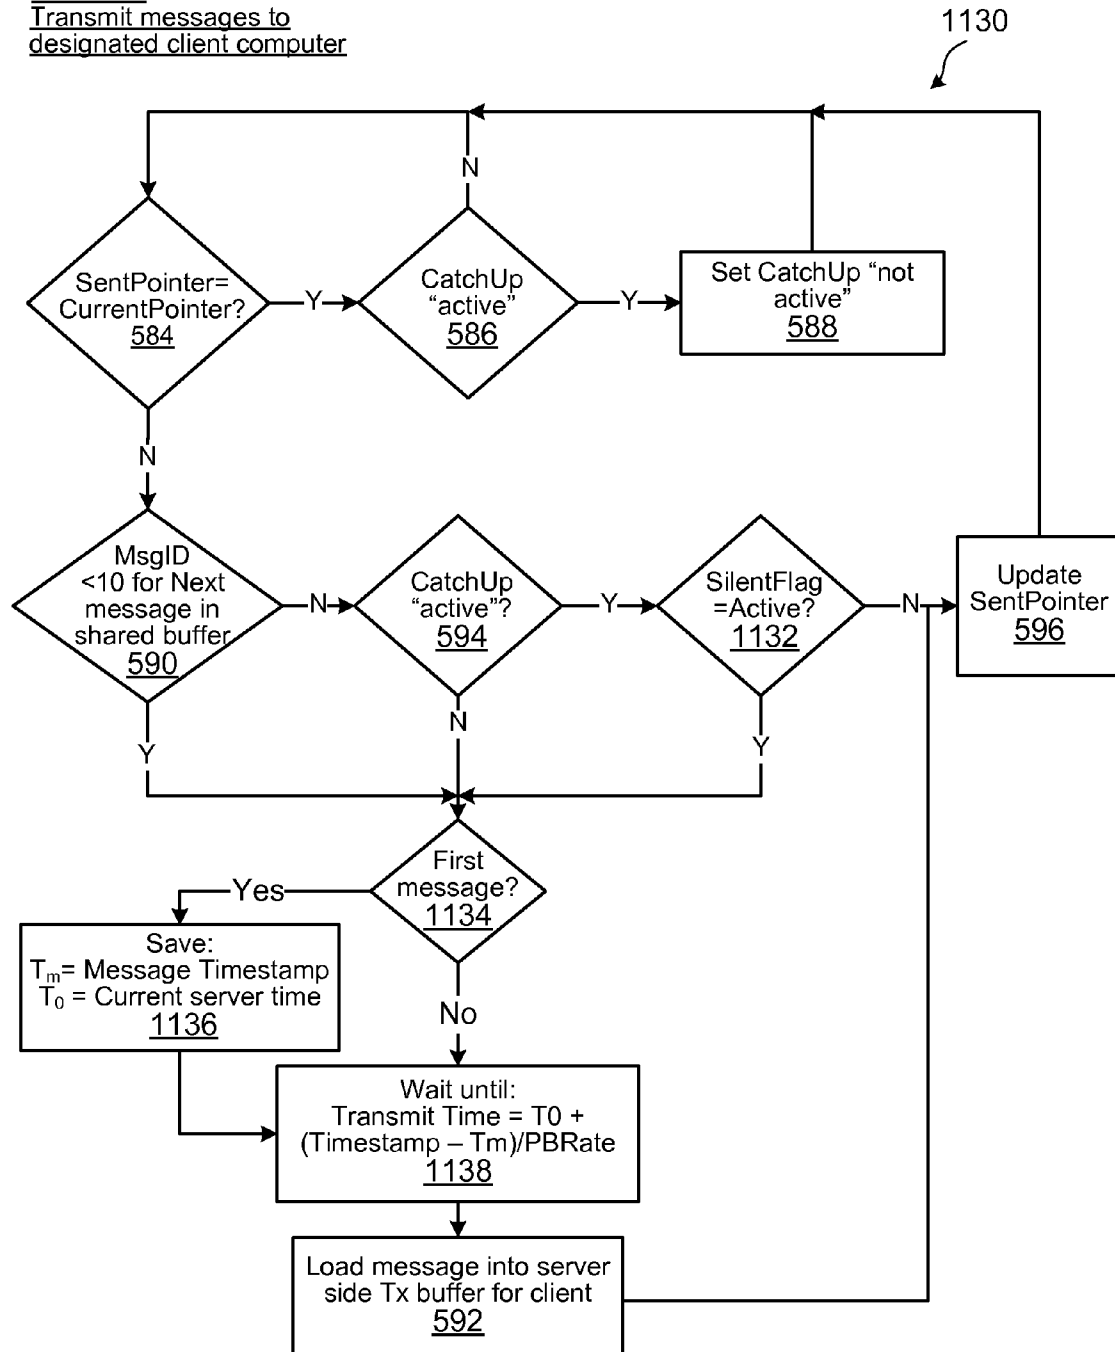 Transmit messages to
designated client computer
1130
N
SentPointer=
CurrentPointer?
584
Y
CatchUp
“active”
586
Y
Set CatchUp “not
active”
588
N
MsgID
<10 for Next
message in
shared buffer
590
N
CatchUp
“active”?
594
Y
SilentFlag
=Active?
1132
N
Update
SentPointer
596
Y
N
Y
First
message?
1134
Yes
Save:
Tm= Message Timestamp
T0 = Current server time
1136
No
Wait until:
Transmit Time = T0 +
(Timestamp – Tm)/PBRate
1138
Load message into server
side Tx buffer for client
592